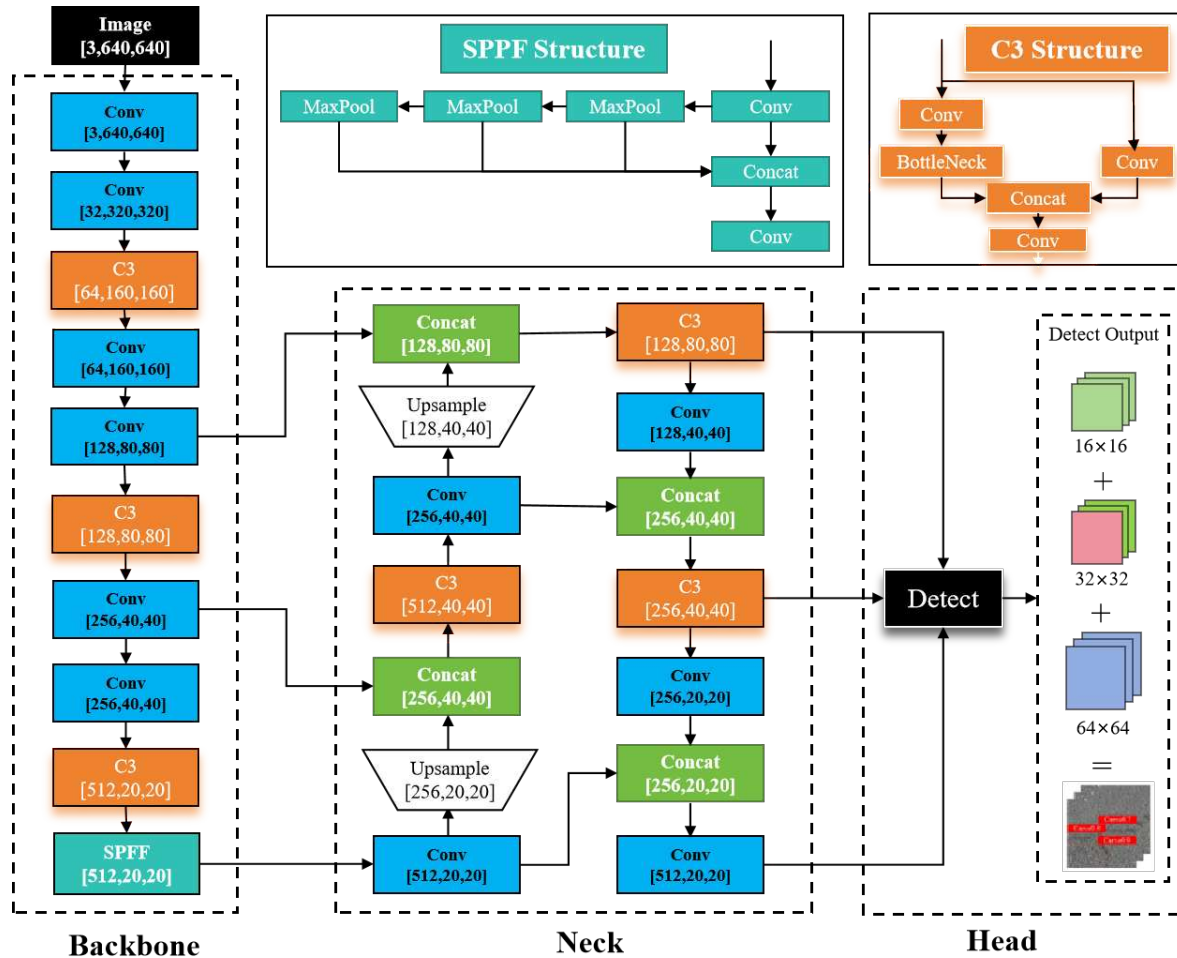 Image
[3,640,640]
Conv
[3,640,640]
Conv
[32,320,320]
C3
[64,160,160]
Conv
[64,160,160]
Conv
[128,80,80]
C3
[128,80,80]
Conv
[256,40,40]
Conv
[256,40,40]
C3
[512,20,20]
SPFF
[512,20,20]
Backbone
SPPF Structure
MaxPool
MaxPool
MaxPool
Conv
Concat
Conv
C3 Structure
Conv
BottleNeck
Conv
Concat
Conv
Concat
[128,80,80]
Upsample
[128,40,40]
Conv
[256,40,40]
C3
[512,40,40]
Concat
[256,40,40]
Upsample
[256,20,20]
Conv
[512,20,20]
C3
[128,80,80]
Conv
[128,40,40]
Concat
[256,40,40]
C3
[256,40,40]
Conv
[256,20,20]
Concat
[256,20,20]
Conv
[512,20,20]
Neck
Detect
Detect Output
16×16
+
32×32
+
64×64
=
Head